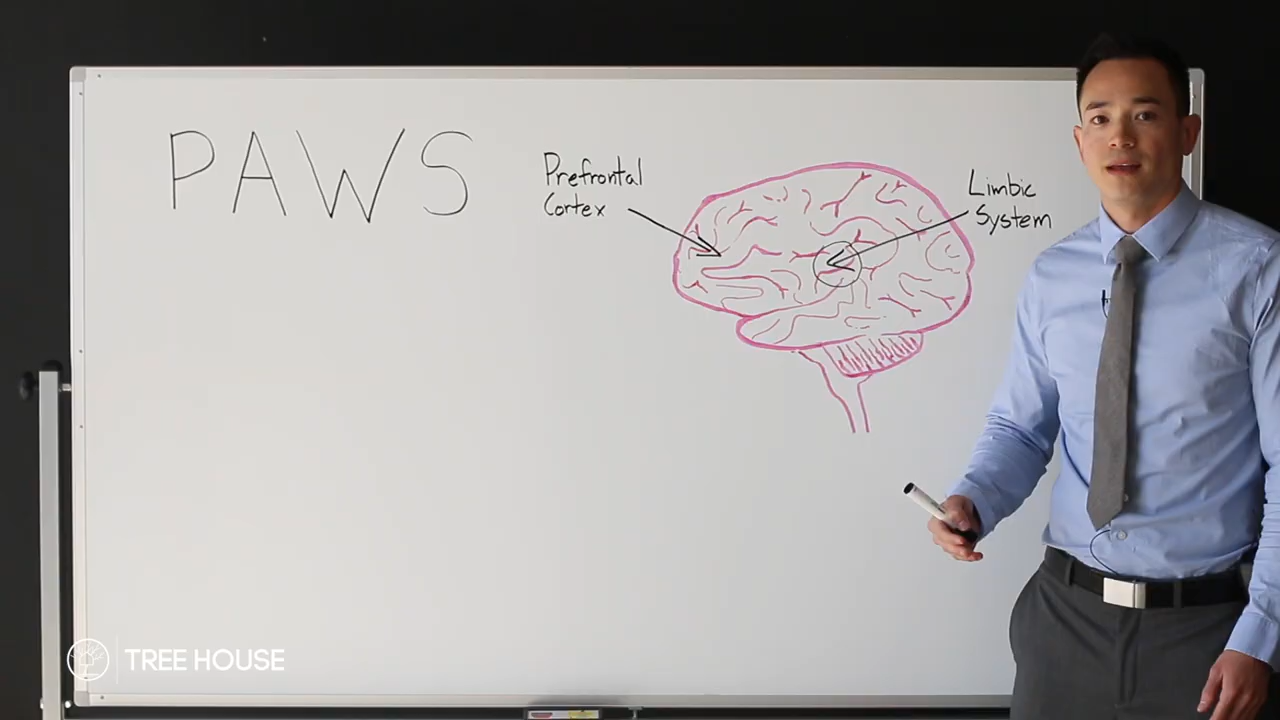 PAWS
Prefrontal
Cortex
Limbic
System
TREE HOUSE